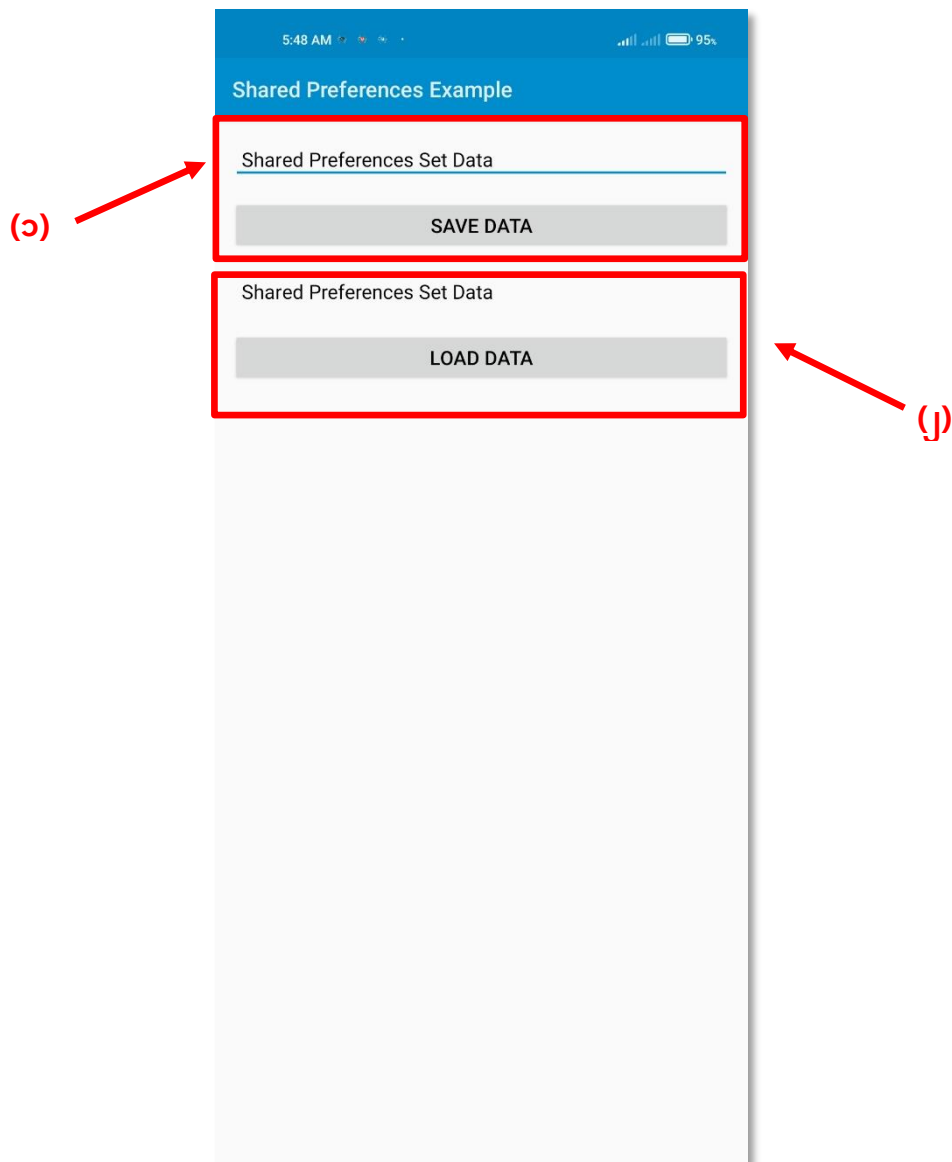 5:48 AM
95%
Shared Preferences Example
Shared Preferences Set Data
(၁)
SAVE DATA
Shared Preferences Set Data
LOAD DATA
(၂)